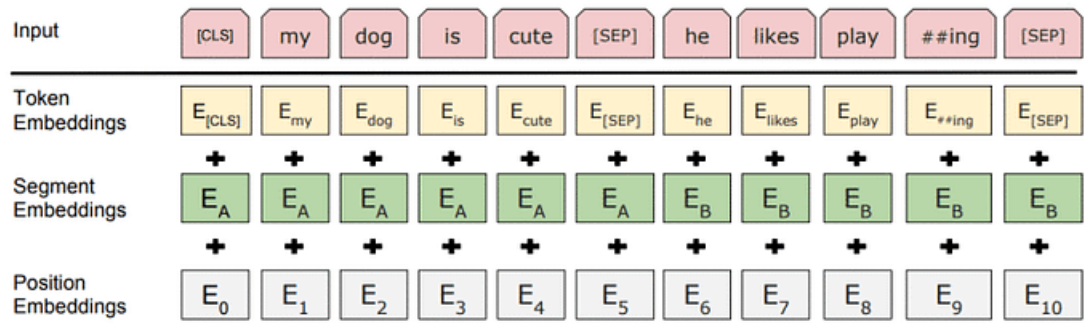 Input [CLS] my dog is cute [SEP] he likes play ##ing [SEP]
Token Embeddings E[CLS] Emy Edog Eis Ecute E[SEP] Ehe Elikes Eplay E##ing E[SEP]
+ + + + + + + + + + +
Segment Embeddings EA EA EA EA EA EA EB EB EB EB EB
+ + + + + + + + + + +
Position Embeddings E0 E1 E2 E3 E4 E5 E6 E7 E8 E9 E10